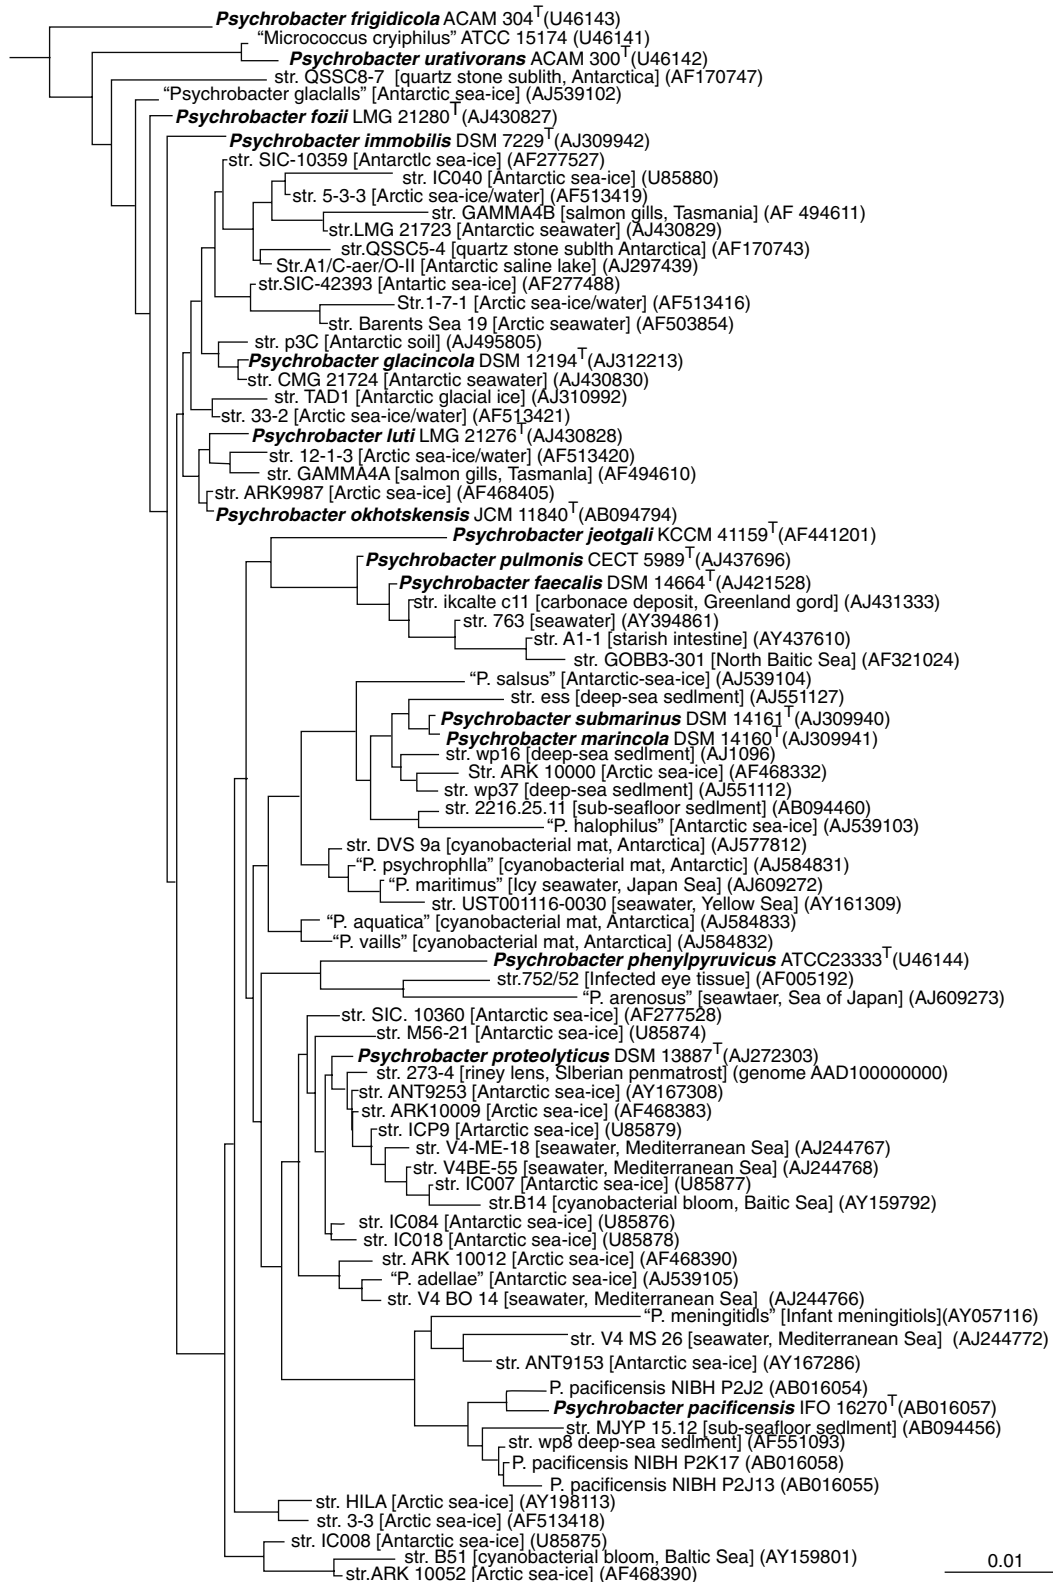 Psychrobacter frigidicola ACAM 304T(U46143)
“Micrococcus cryiphilus” ATCC 15174 (U46141)
Psychrobacter urativorans ACAM 300T(U46142)
str. QSSC8-7 [quartz stone sublith, Antarctica] (AF170747)
“Psychrobacter glaclalls” [Antarctic sea-ice] (AJ539102)
Psychrobacter fozii LMG 21280T(AJ430827)
Psychrobacter immobilis DSM 7229T(AJ309942)
str. SIC-10359 [Antarctlc sea-ice] (AF277527)
str. IC040 [Antarctic sea-ice] (U85880)
str. 5-3-3 [Arctic sea-ice/water] (AF513419)
str. GAMMA4B [salmon gills, Tasmania] (AF 494611)
str.LMG 21723 [Antarctic seawater] (AJ430829)
str.QSSC5-4 [quartz stone sublth Antarctica] (AF170743)
Str.A1/C-aer/O-II [Antarctic saline lake] (AJ297439)
str.SIC-42393 [Antartic sea-ice] (AF277488)
Str.1-7-1 [Arctic sea-ice/water] (AF513416)
str. Barents Sea 19 [Arctic seawater] (AF503854)
str. p3C [Antarctic soil] (AJ495805)
Psychrobacter glacincola DSM 12194T(AJ312213)
str. CMG 21724 [Antarctic seawater] (AJ430830)
str. TAD1 [Antarctic glacial ice] (AJ310992)
str. 33-2 [Arctic sea-ice/water] (AF513421)
Psychrobacter luti LMG 21276T(AJ430828)
str. 12-1-3 [Arctic sea-ice/water] (AF513420)
str. GAMMA4A [salmon gills, Tasmanla] (AF494610)
str. ARK9987 [Arctic sea-ice] (AF468405)
Psychrobacter okhotskensis JCM 11840T(AB094794)
Psychrobacter jeotgali KCCM 41159T(AF441201)
Psychrobacter pulmonis CECT 5989T(AJ437696)
Psychrobacter faecalis DSM 14664T(AJ421528)
str. ikcalte c11 [carbonace deposit, Greenland gord] (AJ431333)
str. 763 [seawater] (AY394861)
str. A1-1 [starish intestine] (AY437610)
str. GOBB3-301 [North Baitic Sea] (AF321024)
“P. salsus” [Antarctic-sea-ice] (AJ539104)
str. ess [deep-sea sedlment] (AJ551127)
Psychrobacter submarinus DSM 14161T(AJ309940)
Psychrobacter marincola DSM 14160T(AJ309941)
str. wp16 [deep-sea sedlment] (AJ1096)
Str. ARK 10000 [Arctic sea-ice] (AF468332)
str. wp37 [deep-sea sedlment] (AJ551112)
str. 2216.25.11 [sub-seafloor sedlment] (AB094460)
“P. halophilus” [Antarctic sea-ice] (AJ539103)
str. DVS 9a [cyanobacterial mat, Antarctica] (AJ577812)
“P. psychrophlla” [cyanobacterial mat, Antarctic] (AJ584831)
“P. maritimus” [Icy seawater, Japan Sea] (AJ609272)
str. UST001116-0030 [seawater, Yellow Sea] (AY161309)
“P. aquatica” [cyanobacterial mat, Antarctica] (AJ584833)
“P. vaills” [cyanobacterial mat, Antarctica] (AJ584832)
Psychrobacter phenylpyruvicus ATCC23333T(U46144)
str.752/52 [Infected eye tissue] (AF005192)
“P. arenosus” [seawtaer, Sea of Japan] (AJ609273)
str. SIC. 10360 [Antarctic sea-ice] (AF277528)
str. M56-21 [Antarctic sea-ice] (U85874)
Psychrobacter proteolyticus DSM 13887T(AJ272303)
str. 273-4 [riney lens, Slberian penmatrost] (genome AAD100000000)
str. ANT9253 [Antarctic sea-ice] (AY167308)
str. ARK10009 [Arctic sea-ice] (AF468383)
str. ICP9 [Artarctic sea-ice] (U85879)
str. V4-ME-18 [seawater, Mediterranean Sea] (AJ244767)
str. V4BE-55 [seawater, Mediterranean Sea] (AJ244768)
str. IC007 [Antarctic sea-ice] (U85877)
str.B14 [cyanobacterial bloom, Baitic Sea] (AY159792)
str. IC084 [Antarctic sea-ice] (U85876)
str. IC018 [Antarctic sea-ice] (U85878)
str. ARK 10012 [Arctic sea-ice] (AF468390)
“P. adellae” [Antarctic sea-ice] (AJ539105)
str. V4 BO 14 [seawater, Mediterranean Sea] (AJ244766)
“P. meningitidls” [Infant meningitiols](AY057116)
str. V4 MS 26 [seawater, Mediterranean Sea] (AJ244772)
str. ANT9153 [Antarctic sea-ice] (AY167286)
P. pacificensis NIBH P2J2 (AB016054)
Psychrobacter pacificensis IFO 16270T(AB016057)
str. MJYP 15.12 [sub-seafloor sedlment] (AB094456)
str. wp8 deep-sea sedlment] (AF551093)
P. pacificensis NIBH P2K17 (AB016058)
P. pacificensis NIBH P2J13 (AB016055)
str. HILA [Arctic sea-ice] (AY198113)
str. 3-3 [Arctic sea-ice] (AF513418)
str. IC008 [Antarctic sea-ice] (U85875)
str. B51 [cyanobacterial bloom, Baltic Sea] (AY159801)
str.ARK 10052 [Arctic sea-ice] (AF468390)
0.01